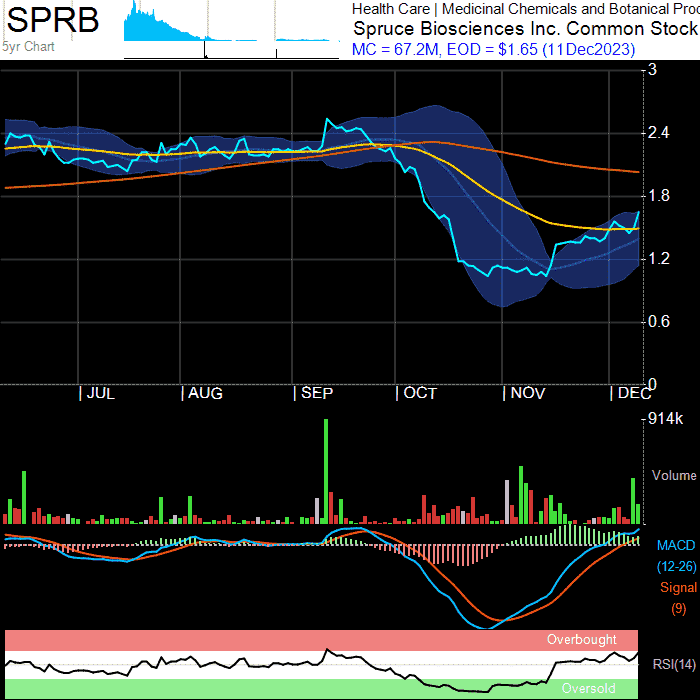 SPRB
5yr Chart
Health Care | Medicinal Chemicals and Botanical Proc
Spruce Biosciences Inc. Common Stock
MC = 67.2M, EOD = $1.65 (11Dec2023)
3
2.4
1.8
1.2
0.6
0
| JUL | AUG | SEP | OCT | NOV | DEC
914k
Volume
MACD
(12-26)
Signal
(9)
Overbought
RSI(14)
Oversold